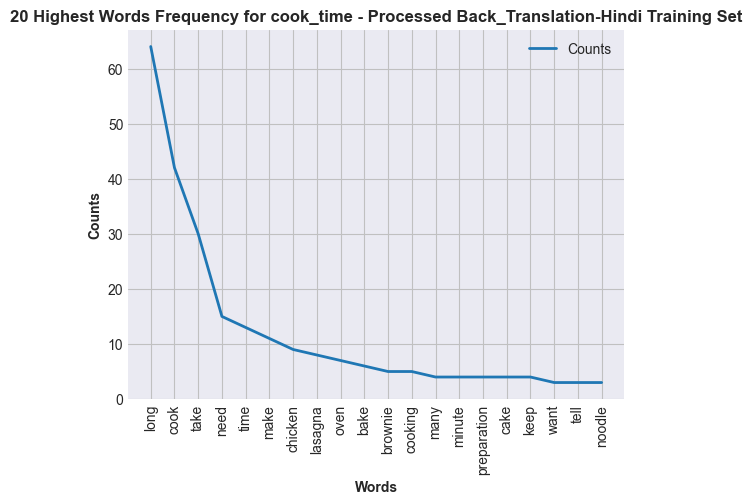 20 Highest Words Frequency for cook_time - Processed Back_Translation-Hindi Training Set
Counts
60
50
40
30
20
10
0
Counts
long
cook
take
need
time
make
chicken
lasagna
oven
bake
brownie
cooking
many
minute
preparation
cake
keep
want
tell
noodle
Words